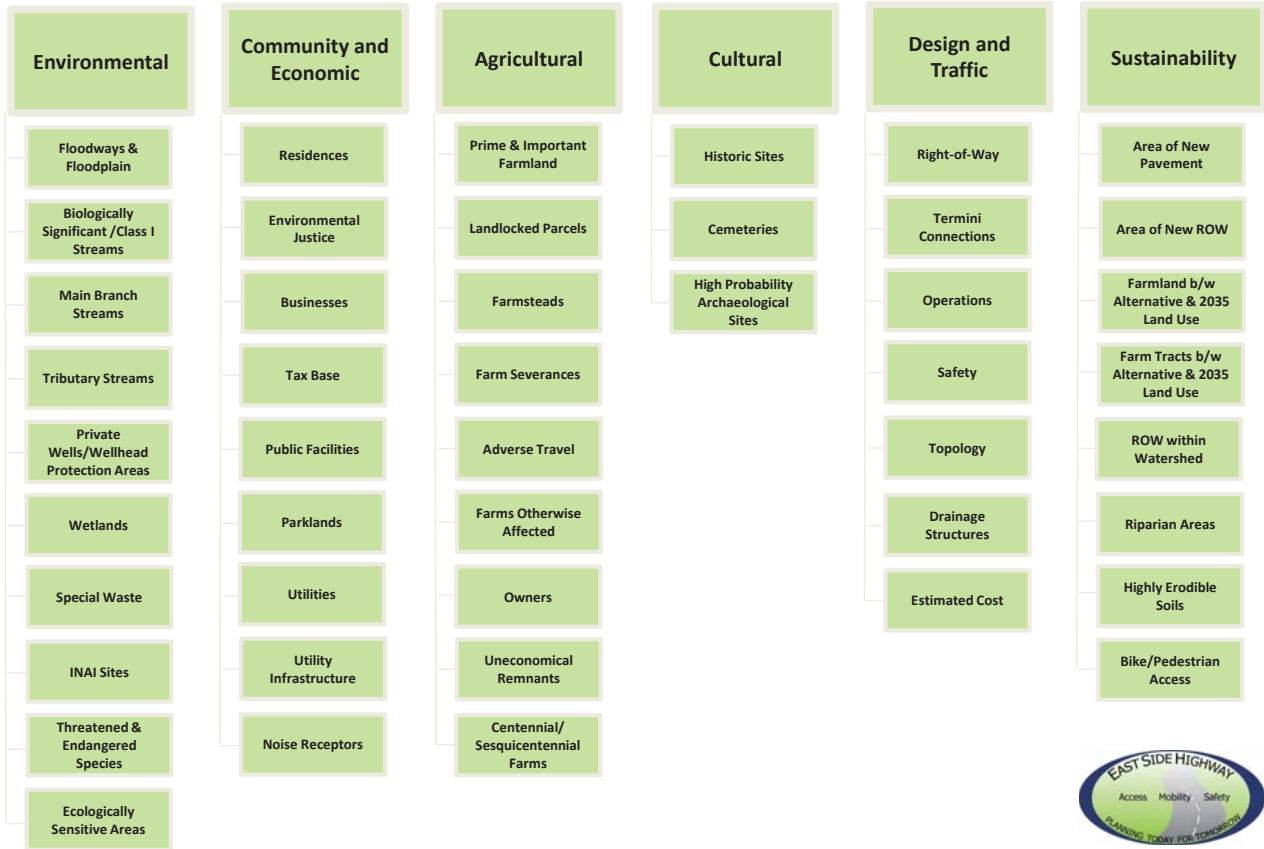 Environmental
Floodways &
Floodplain
Biologically
Significant /Class I
Streams
Main Branch
Streams
Tributary Streams
Private
Wells/Wellhead
Protection Areas
Wetlands
Special Waste
INAI Sites
Threatened &
Endangered
Species
Ecologically
Sensitive Areas
Community and
Economic
Residences
Environmental
Justice
Businesses
Tax Base
Public Facilities
Parklands
Utilities
Utility
Infrastructure
Noise Receptors
Agricultural
Prime & Important
Farmland
Landlocked Parcels
Farmsteads
Farm Severances
Adverse Travel
Farms Otherwise
Affected
Owners
Uneconomical
Remnants
Centennial/
Sesquicentennial
Farms
Cultural
Historic Sites
Cemeteries
High Probability
Archaeological
Sites
Design and
Traffic
Right-of-Way
Termini
Connections
Operations
Safety
Topology
Drainage
Structures
Estimated Cost
Sustainability
Area of New
Pavement
Area of New ROW
Farmland b/w
Alternative & 2035
Land Use
Farm Tracts b/w
Alternative & 2035
Land Use
ROW within
Watershed
Riparian Areas
Highly Erodible
Soils
Bike/Pedestrian
Access
EAST SIDE HIGHWAY
Access Mobility Safety
PLANNING TODAY FOR TOMORROW